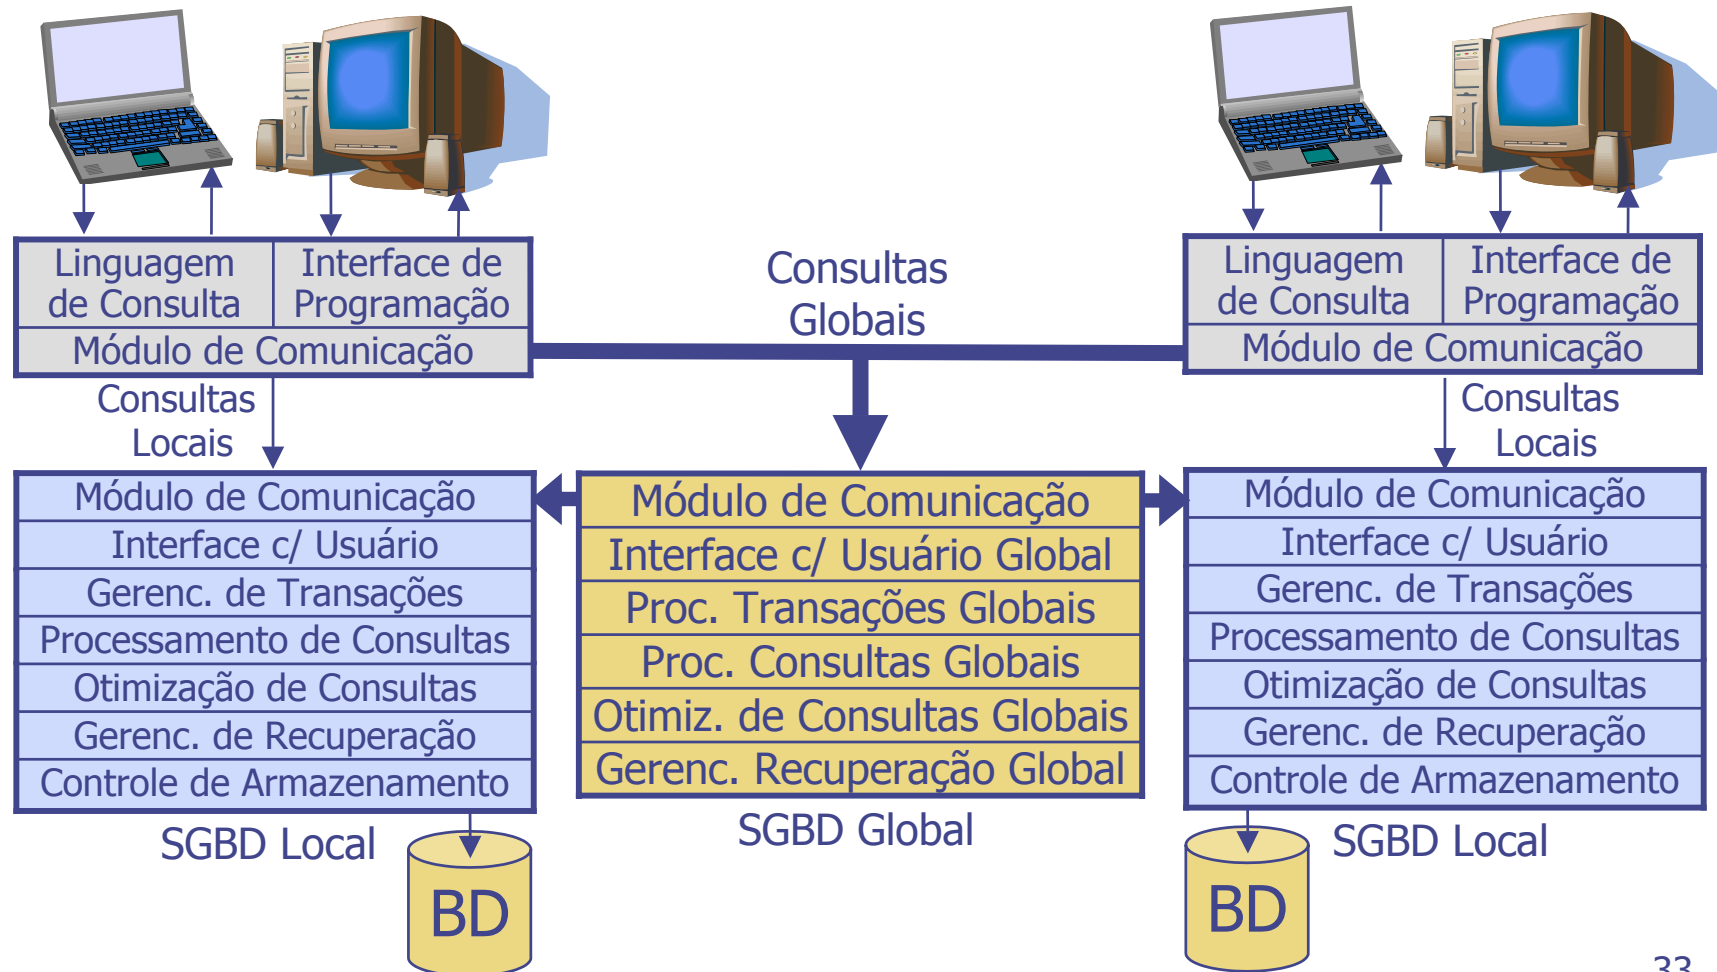 Linguagem
de Consulta
Interface de
Programação
Módulo de Comunicação
Consultas
Globais
Linguagem
de Consulta
Interface de
Programação
Módulo de Comunicação
Consultas
Locais
Consultas
Locais
Módulo de Comunicação
Interface c/ Usuário
Gerenc. de Transações
Processamento de Consultas
Otimização de Consultas
Gerenc. de Recuperação
Controle de Armazenamento
SGBD Local
BD
Módulo de Comunicação
Interface c/ Usuário Global
Proc. Transações Globais
Proc. Consultas Globais
Otimiz. de Consultas Globais
Gerenc. Recuperação Global
SGBD Global
Módulo de Comunicação
Interface c/ Usuário
Gerenc. de Transações
Processamento de Consultas
Otimização de Consultas
Gerenc. de Recuperação
Controle de Armazenamento
SGBD Local
BD
33